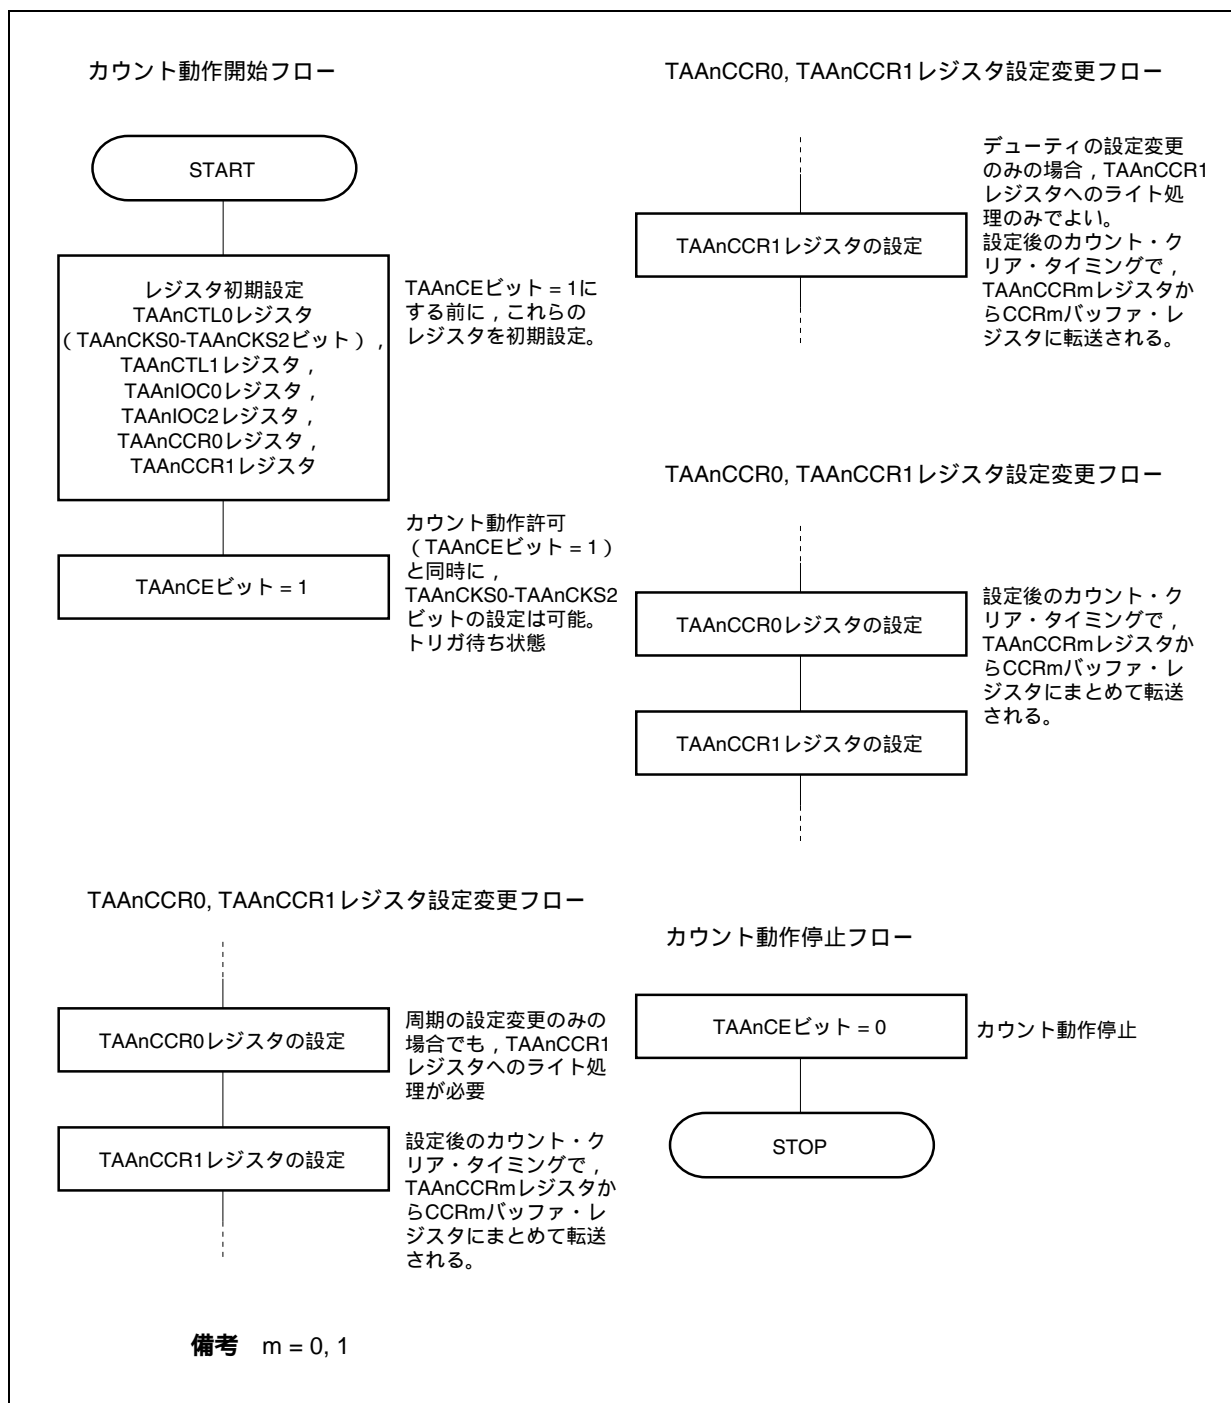 カウント動作開始フロー
START
レジスタ初期設定
TAAnCTL0レジスタ
（TAAnCKS0-TAAnCKS2ビット），
TAAnCTL1レジスタ，
TAAnIOC0レジスタ，
TAAnIOC2レジスタ，
TAAnCCR0レジスタ，
TAAnCCR1レジスタ
TAAnCEビット = 1に
する前に，これらの
レジスタを初期設定。
TAAnCEビット = 1
カウント動作許可
（TAAnCEビット = 1）
と同時に，
TAAnCKS0-TAAnCKS2
ビットの設定は可能。
トリガ待ち状態
TAAnCCR0, TAAnCCR1レジスタ設定変更フロー
TAAnCCR0レジスタの設定
周期の設定変更のみの
場合でも，TAAnCCR1
レジスタへのライト処
理が必要
TAAnCCR1レジスタの設定
設定後のカウント・ク
リア・タイミングで，
TAAnCCRmレジスタか
らCCRmバッファ・レ
ジスタにまとめて転送
される。
TAAnCCR0, TAAnCCR1レジスタ設定変更フロー
TAAnCCR1レジスタの設定
デューティの設定変更
のみの場合，TAAnCCR1
レジスタへのライト処
理のみでよい。
設定後のカウント・ク
リア・タイミングで，
TAAnCCRmレジスタか
らCCRmバッファ・レ
ジスタに転送される。
TAAnCCR0, TAAnCCR1レジスタ設定変更フロー
TAAnCCR0レジスタの設定
設定後のカウント・ク
リア・タイミングで，
TAAnCCRmレジスタか
らCCRmバッファ・レ
ジスタにまとめて転送
される。
TAAnCCR1レジスタの設定
カウント動作停止フロー
TAAnCEビット = 0
カウント動作停止
STOP
備考 m = 0, 1